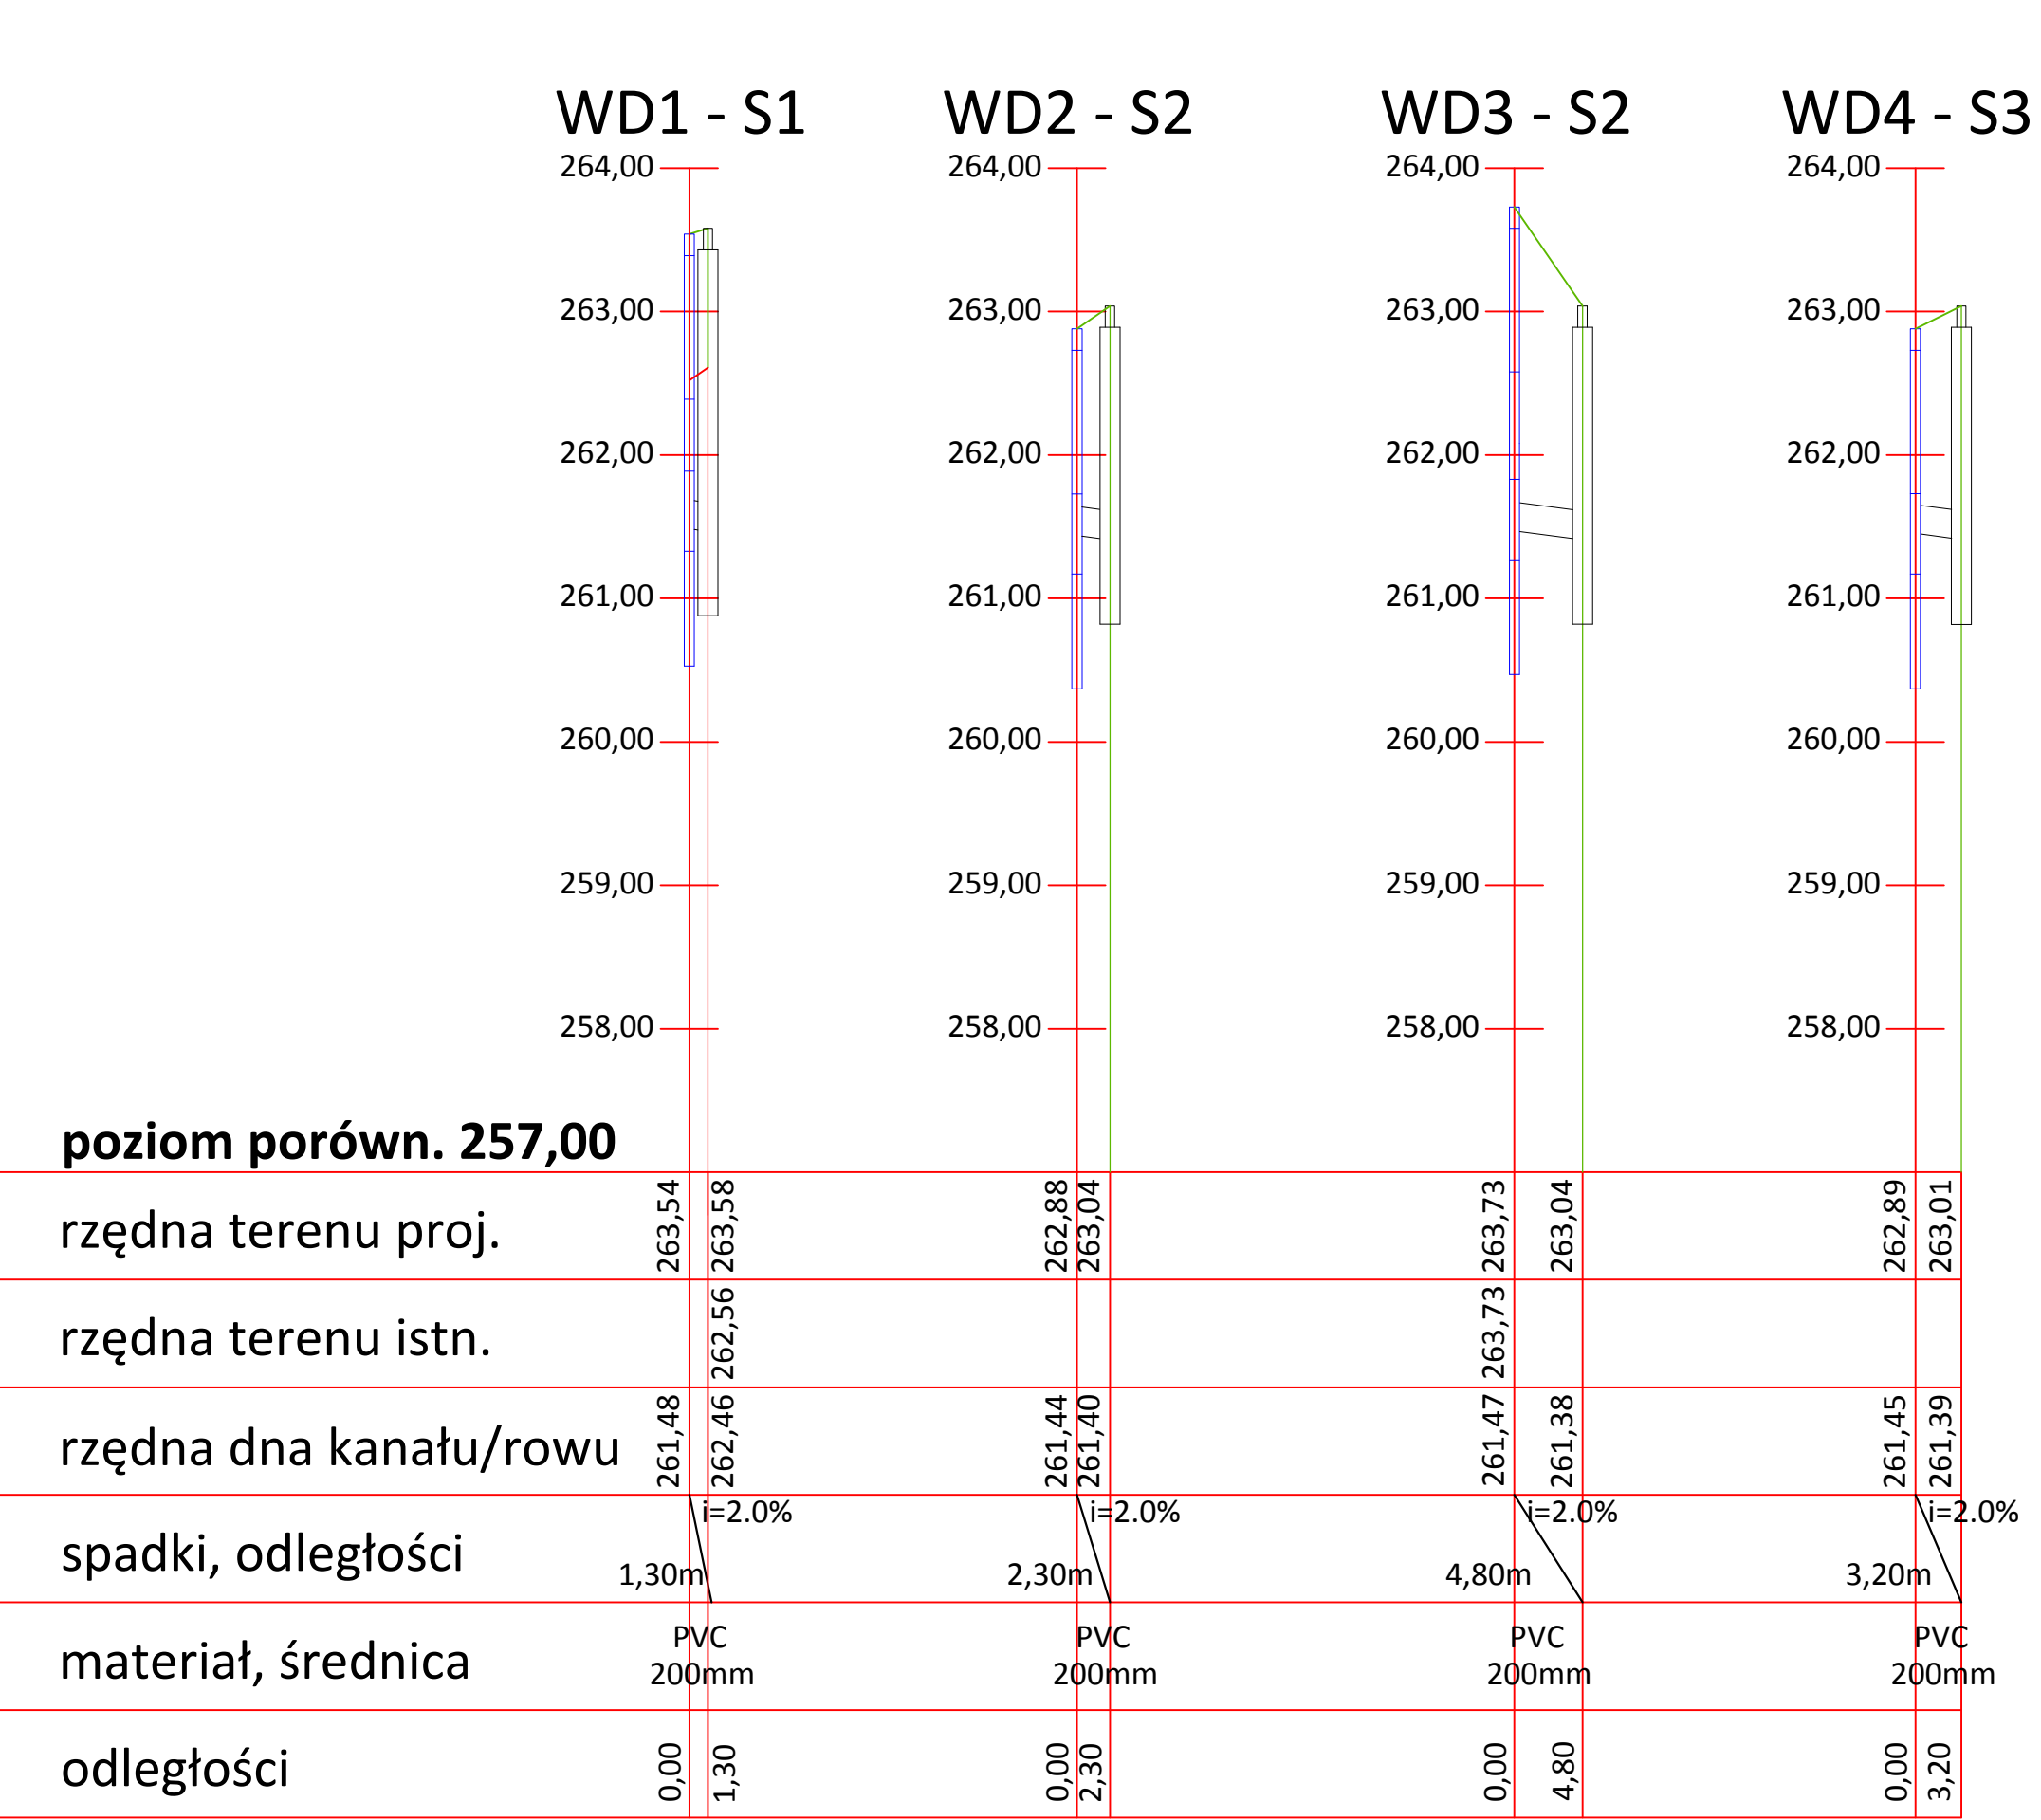 WD1 - S1 WD2 - S2 WD3 - S2 WD4 - S3
264,00 264,00 264,00 264,00
263,00 263,00 263,00 263,00
262,00 262,00 262,00 262,00
261,00 261,00 261,00 261,00
260,00 260,00 260,00 260,00
259,00 259,00 259,00 259,00
258,00 258,00 258,00 258,00
poziom porówn. 257,00
rzędna terenu proj. 263,54 263,58 262,88 263,04 263,73 263,04 262,89 263,01
rzędna terenu istn. 262,56 263,73
rzędna dna kanału/rowu 261,48 262,46 261,44 261,40 261,47 261,38 261,45 261,39
i=2.0% i=2.0% i=2.0% i=2.0%
spadki, odległości 1,30m 2,30m 4,80m 3,20m
PVC PVC PVC PVC
materiał, średnica 200mm 200mm 200mm 200mm
odległości 0,00 1,30 0,00 2,30 0,00 4,80 0,00 3,20